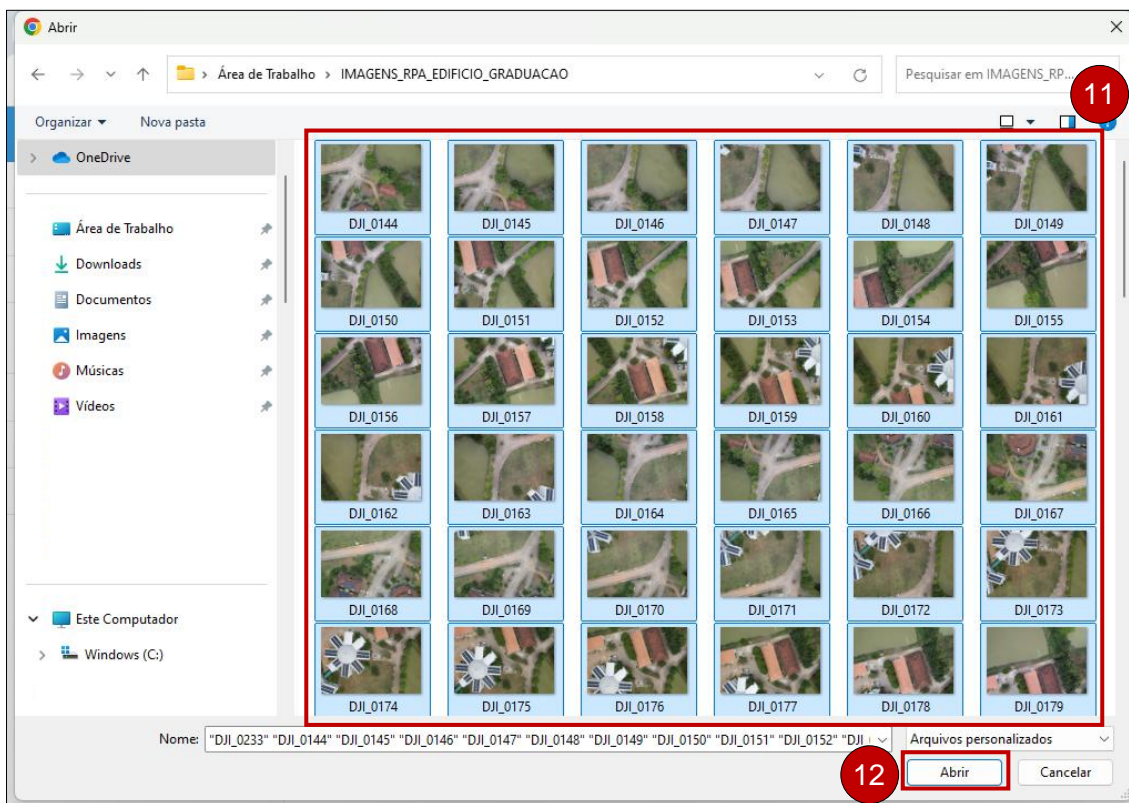 Abrir
Área de Trabalho > IMAGENS_RPA_EDIFICIO_GRADUACAO
Pesquisar em IMAGENS_RP...
11
Organizar
Nova pasta
OneDrive
Área de Trabalho
Downloads
Documentos
Imagens
Músicas
Vídeos
Este Computador
Windows (C:)
DJI_0144 DJI_0145 DJI_0146 DJI_0147 DJI_0148 DJI_0149
DJI_0150 DJI_0151 DJI_0152 DJI_0153 DJI_0154 DJI_0155
DJI_0156 DJI_0157 DJI_0158 DJI_0159 DJI_0160 DJI_0161
DJI_0162 DJI_0163 DJI_0164 DJI_0165 DJI_0166 DJI_0167
DJI_0168 DJI_0169 DJI_0170 DJI_0171 DJI_0172 DJI_0173
DJI_0174 DJI_0175 DJI_0176 DJI_0177 DJI_0178 DJI_0179
Nome: "DJI_0233" "DJI_0144" "DJI_0145" "DJI_0146" "DJI_0147" "DJI_0148" "DJI_0149" "DJI_0150" "DJI_0151" "DJI_0152" "DJI_
Arquivos personalizados
12
Abrir
Cancelar